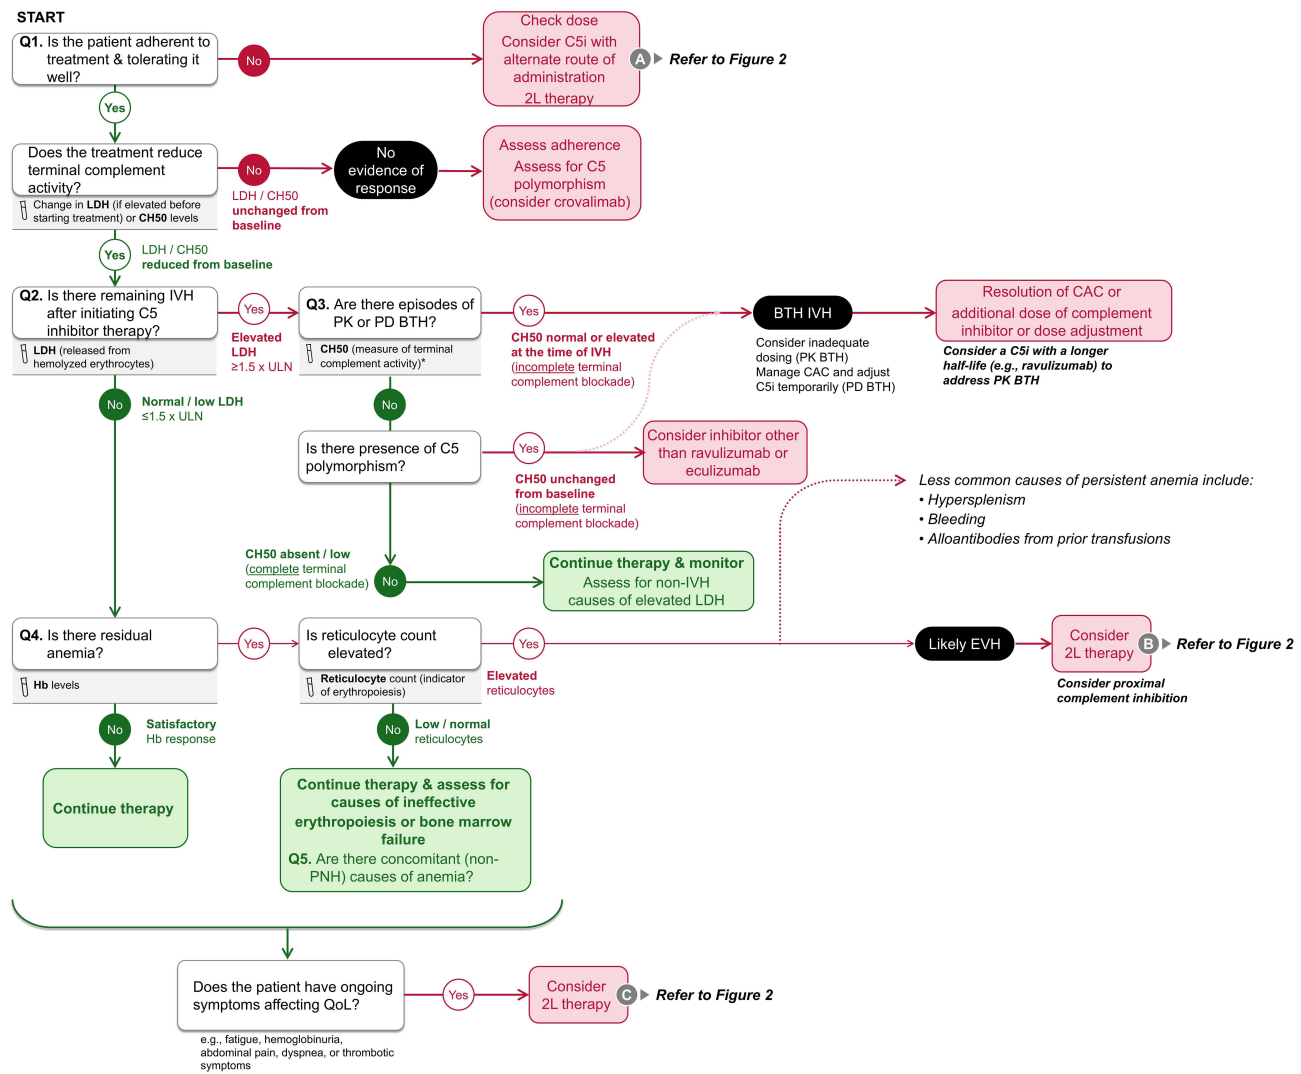 START
Q1. Is the patient adherent to
treatment & tolerating it
well?
No
Check dose
Consider C5i with
alternate route of
administration
2L therapy
A
Refer to Figure 2
Yes
Does the treatment reduce
terminal complement
activity?
Change in LDH (if elevated before
starting treatment) or CH50 levels
No
LDH / CH50
unchanged from
baseline
No
evidence of
response
Assess adherence
Assess for C5
polymorphism
(consider crovalimab)
Yes
LDH / CH50
reduced from baseline
Q2. Is there remaining IVH
after initiating C5
inhibitor therapy?
LDH (released from
hemolyzed erythrocytes)
Yes
Elevated
LDH
≥1.5 x ULN
Q3. Are there episodes of
PK or PD BTH?
CH50 (measure of terminal
complement activity)*
Yes
CH50 normal or elevated
at the time of IVH
(incomplete terminal
complement blockade)
BTH IVH
Consider inadequate
dosing (PK BTH)
Manage CAC and adjust
C5i temporarily (PD BTH)
Resolution of CAC or
additional dose of complement
inhibitor or dose adjustment
Consider a C5i with a longer
half-life (e.g., ravulizumab) to
address PK BTH
No
Normal / low LDH
≤1.5 x ULN
No
Is there presence of C5
polymorphism?
Yes
CH50 unchanged
from baseline
(incomplete terminal
complement blockade)
Consider inhibitor other
than ravulizumab or
eculizumab
Less common causes of persistent anemia include:
• Hypersplenism
• Bleeding
• Alloantibodies from prior transfusions
CH50 absent / low
(complete terminal
complement blockade)
No
Continue therapy & monitor
Assess for non-IVH
causes of elevated LDH
Q4. Is there residual
anemia?
Hb levels
Yes
Is reticulocyte count
elevated?
Reticulocyte count (indicator
of erythropoiesis)
Yes
Elevated
reticulocytes
Likely EVH
Consider
2L therapy
B
Refer to Figure 2
Consider proximal
complement inhibition
No
Satisfactory
Hb response
No
Low / normal
reticulocytes
Continue therapy
Continue therapy & assess for
causes of ineffective
erythropoiesis or bone marrow
failure
Q5. Are there concomitant (non-
PNH) causes of anemia?
Does the patient have ongoing
symptoms affecting QoL?
e.g., fatigue, hemoglobinuria,
abdominal pain, dyspnea, or thrombotic
symptoms
Yes
Consider
2L therapy
C
Refer to Figure 2